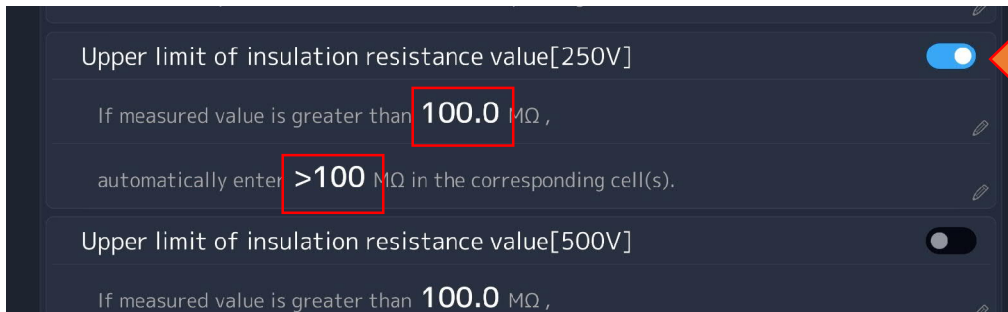 Upper limit of insulation resistance value[250V]
If measured value is greater than 100.0 MΩ ,
automatically enter >100 MΩ in the corresponding cell(s).
Upper limit of insulation resistance value[500V]
If measured value is greater than 100.0 MΩ ,